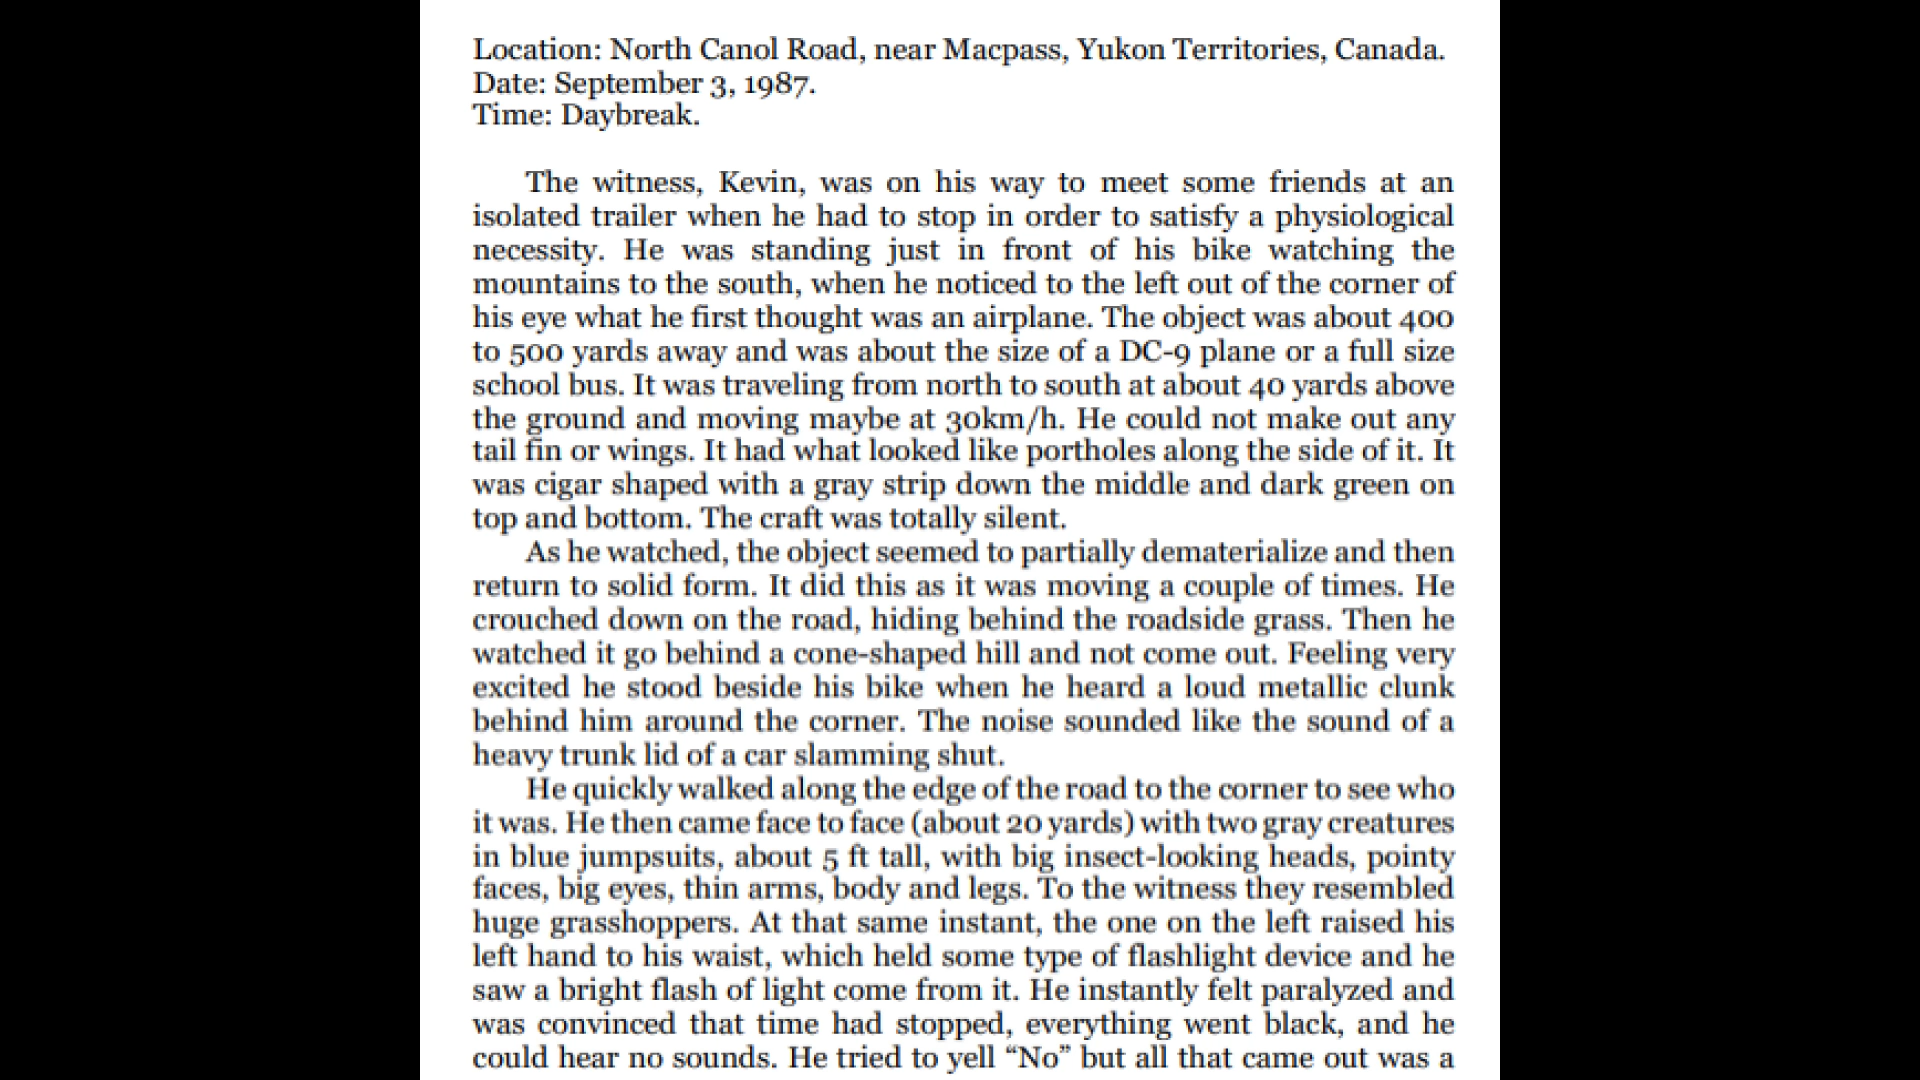 Location: North Canol Road, near Macpass, Yukon Territories, Canada.
Date: September 3, 1987.
Time: Daybreak.
The witness, Kevin, was on his way to meet some friends at an
isolated trailer when he had to stop in order to satisfy a physiological
necessity. He was standing just in front of his bike watching the
mountains to the south, when he noticed to the left out of the corner of
his eye what he first thought was an airplane. The object was about 400
to 500 yards away and was about the size of a DC-9 plane or a full size
school bus. It was traveling from north to south at about 40 yards above
the ground and moving maybe at 30km/h. He could not make out any
tail fin or wings. It had what looked like portholes along the side of it. It
was cigar shaped with a gray strip down the middle and dark green on
top and bottom. The craft was totally silent.
As he watched, the object seemed to partially dematerialize and then
return to solid form. It did this as it was moving a couple of times. He
crouched down on the road, hiding behind the roadside grass. Then he
watched it go behind a cone-shaped hill and not come out. Feeling very
excited he stood beside his bike when he heard a loud metallic clunk
behind him around the corner. The noise sounded like the sound of a
heavy trunk lid of a car slamming shut.
He quickly walked along the edge of the road to the corner to see who
it was. He then came face to face (about 20 yards) with two gray creatures
in blue jumpsuits, about 5 ft tall, with big insect-looking heads, pointy
faces, big eyes, thin arms, body and legs. To the witness they resembled
huge grasshoppers. At that same instant, the one on the left raised his
left hand to his waist, which held some type of flashlight device and he
saw a bright flash of light come from it. He instantly felt paralyzed and
was convinced that time had stopped, everything went black, and he
could hear no sounds. He tried to yell “No” but all that came out was a